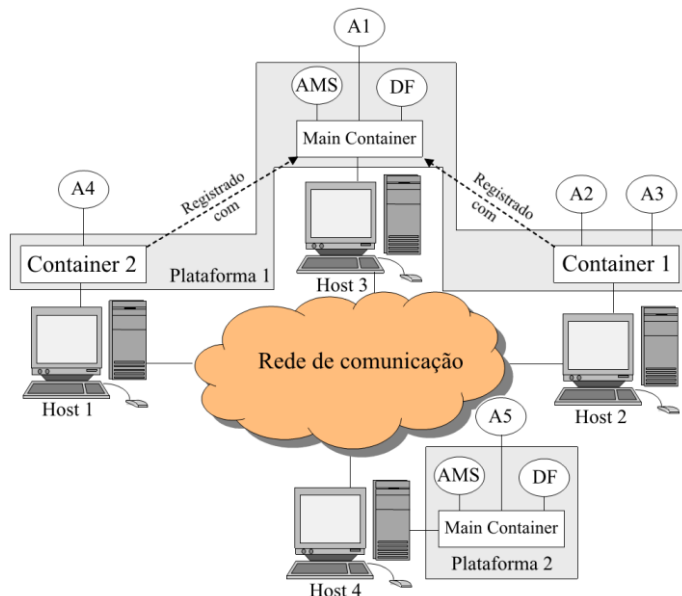 A1
AMS
DF
Main Container
A4
Registrado
com
Registrado
com
A2
A3
Container 2
Plataforma 1
Container 1
Host 3
Rede de comunicação
Host 1
Host 2
A5
AMS
DF
Main Container
Plataforma 2
Host 4